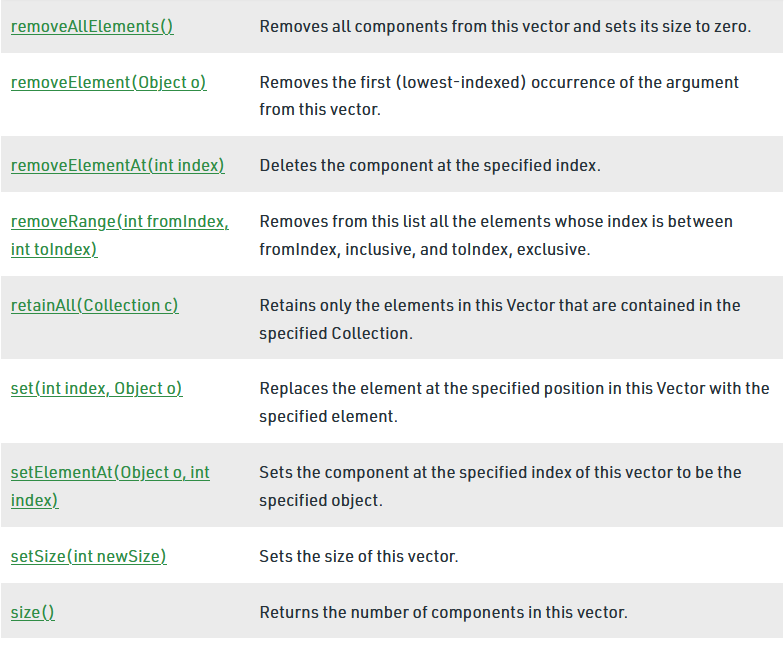 removeAllElements() Removes all components from this vector and sets its size to zero.
removeElement(Object o) Removes the first (lowest-indexed) occurrence of the argument
from this vector.
removeElementAt(int index) Deletes the component at the specified index.
removeRange(int fromIndex, Removes from this list all the elements whose index is between
int toIndex) fromIndex, inclusive, and toIndex, exclusive.
retainAll(Collection c) Retains only the elements in this Vector that are contained in the
specified Collection.
set(int index, Object o) Replaces the element at the specified position in this Vector with the
specified element.
setElementAt(Object o, int Sets the component at the specified index of this vector to be the
index) specified object.
setSize(int newSize) Sets the size of this vector.
size() Returns the number of components in this vector.